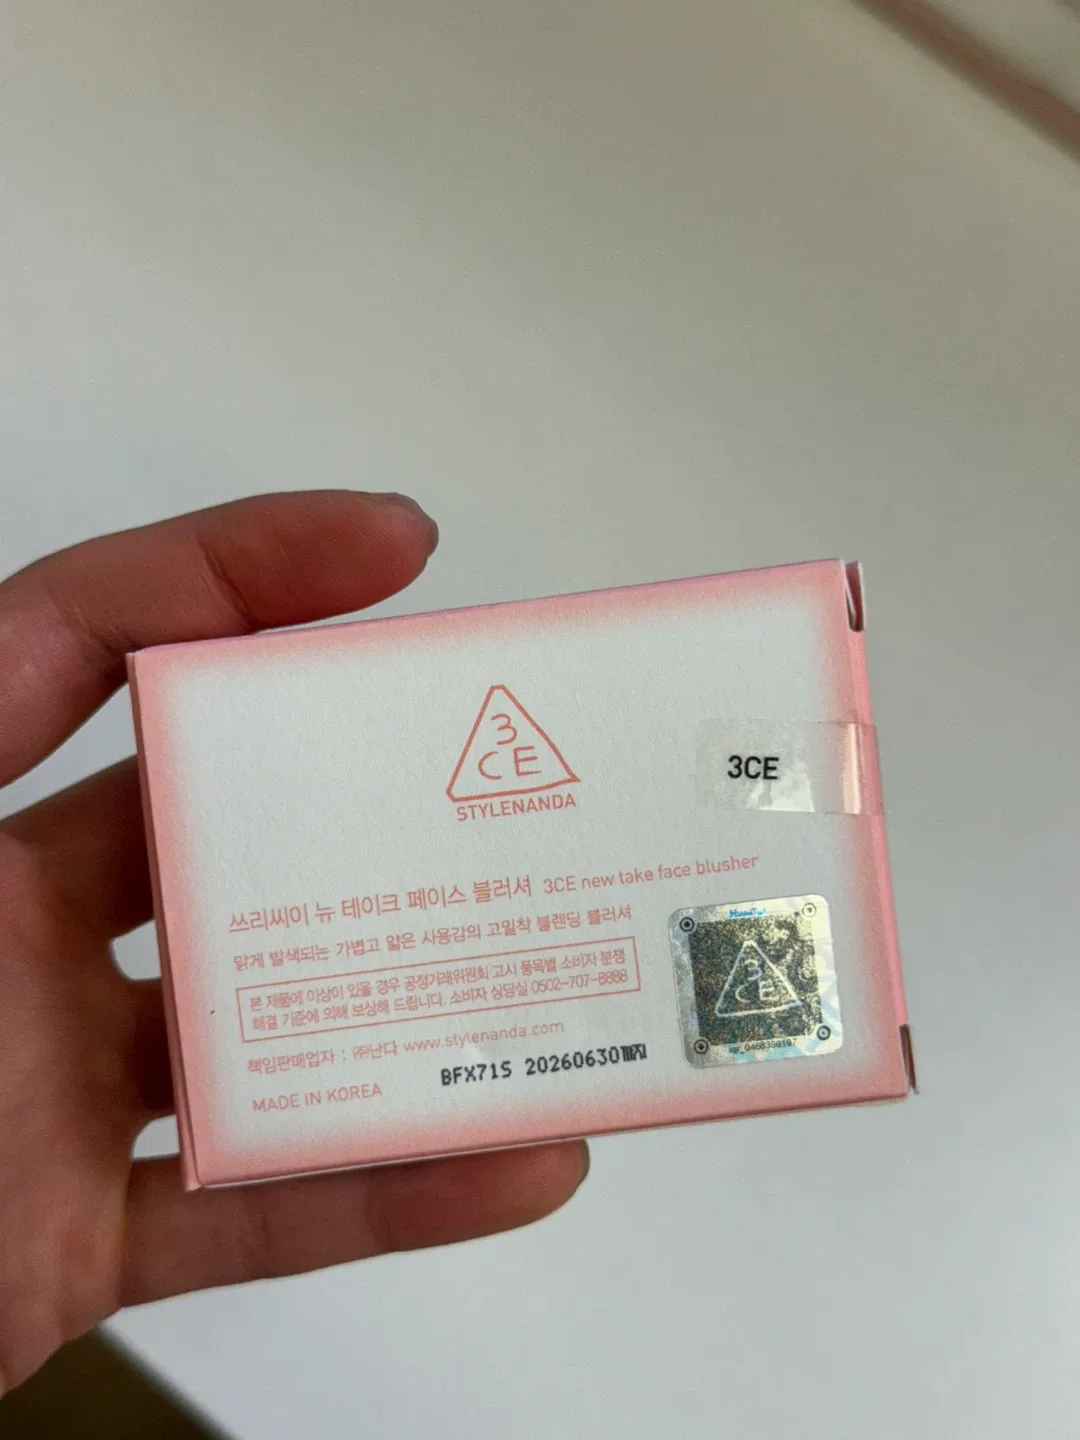 3
CE
STYLENANDA
3CE
쓰리씨이 뉴 테이크 페이스 블러셔 3CE new take face blusher
맑게 발색되는 가볍고 얇은 사용감의 고밀착 블렌딩 블러셔
본 제품에 이상이 있을 경우 공정거래위원회 고시 품목별 소비자 분쟁
해결 기준에 의해 보상해 드립니다. 소비자 상담실 0502-707-8888
책임판매업자 : ㈜난다 www.stylenanda.com
BFX71S 20260630까지
MADE IN KOREA
3
CE